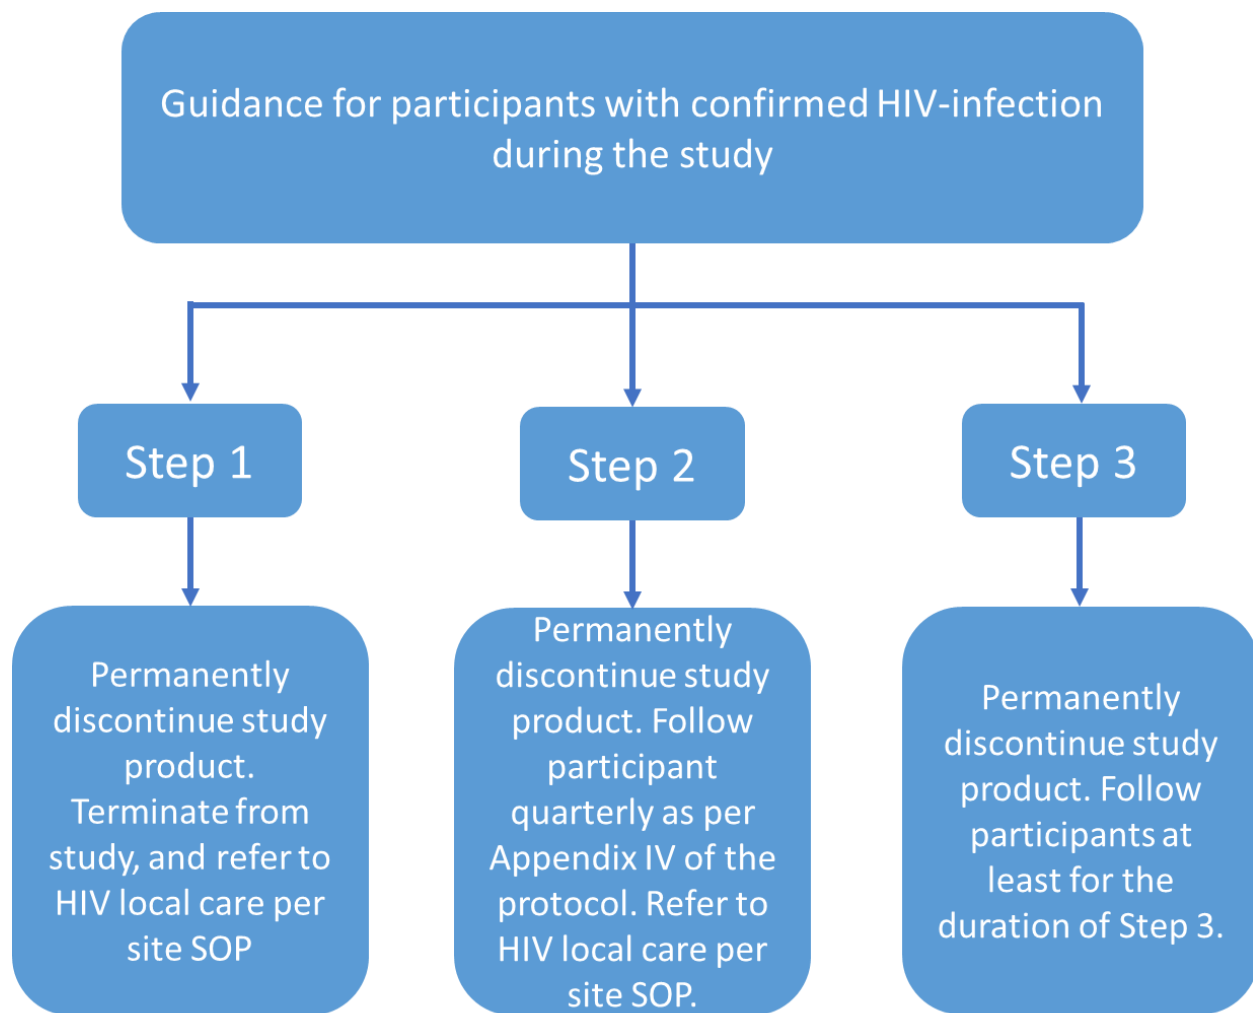 Guidance for participants with confirmed HIV-infection
during the study
Step 1
Step 2
Step 3
Permanently
discontinue study
product.
Terminate from
study, and refer to
HIV local care per
site SOP
Permanently
discontinue study
product. Follow
participant
quarterly as per
Appendix IV of the
protocol. Refer to
HIV local care per
site SOP.
Permanently
discontinue study
product. Follow
participants at
least for the
duration of Step 3.